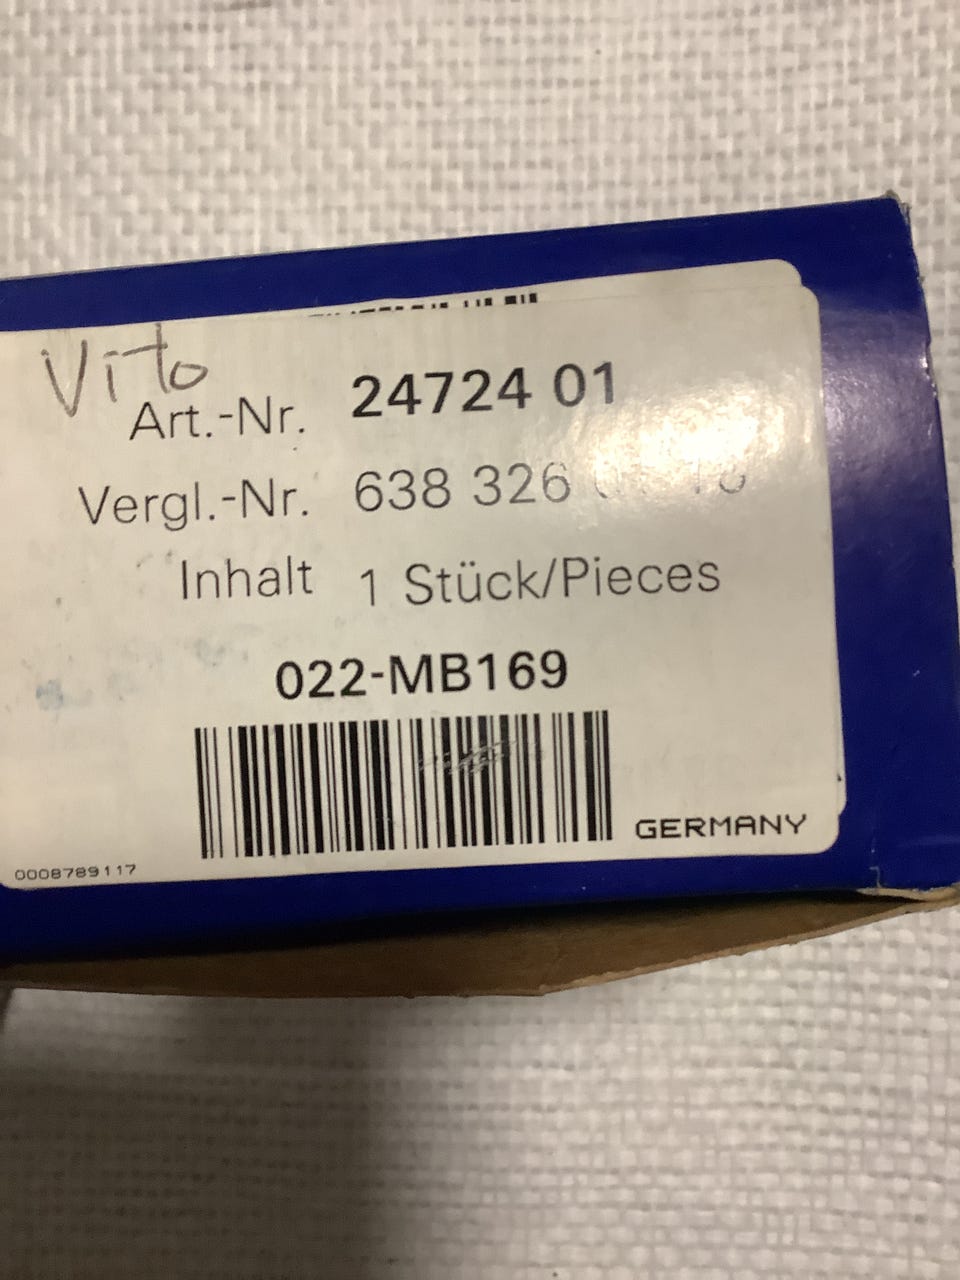 Vito
Art.-Nr. 24724 01
Vergl.-Nr. 638 326
Inhalt 1 Stück/Pieces
022-MB169
GERMANY
0008789117